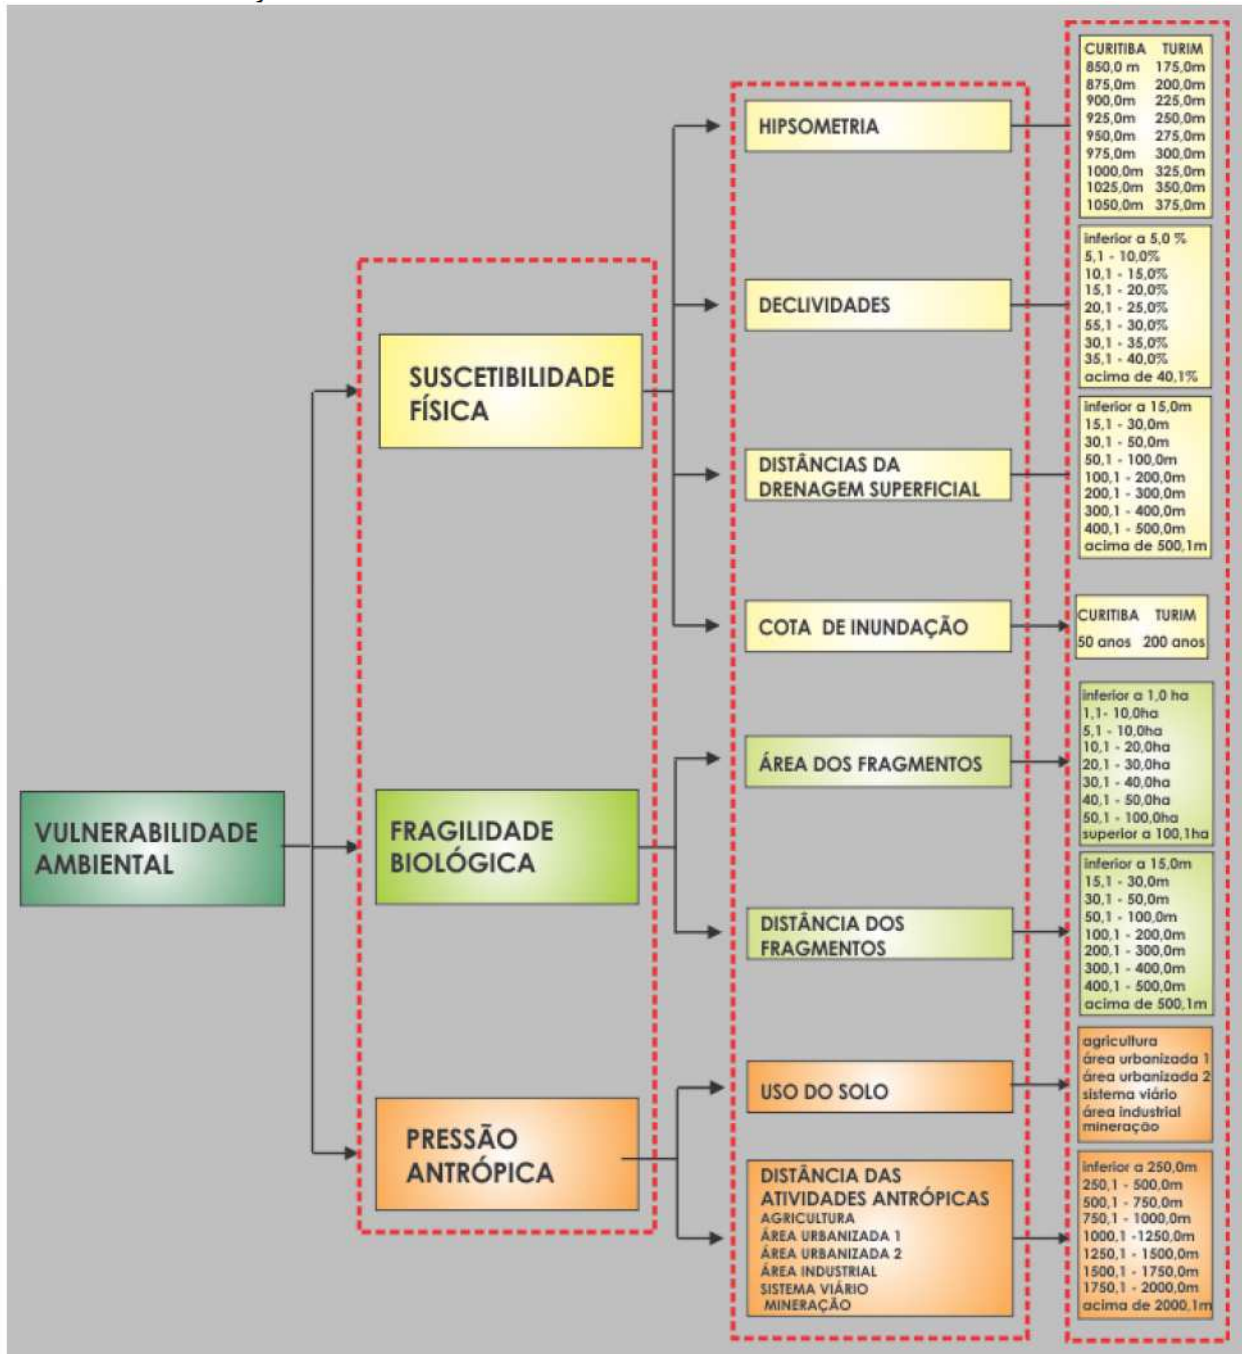 VULNERABILIDADE
AMBIENTAL
SUSCETIBILIDADE
FÍSICA
FRAGILIDADE
BIOLÓGICA
PRESSÃO
ANTRÓPICA
HIPSOMETRIA
DECLIVIDADES
DISTÂNCIAS DA
DRENAGEM SUPERFICIAL
COTA DE INUNDAÇÃO
ÁREA DOS FRAGMENTOS
DISTÂNCIA DOS
FRAGMENTOS
USO DO SOLO
DISTÂNCIA DAS
ATIVIDADES ANTRÓPICAS
AGRICULTURA
ÁREA URBANIZADA 1
ÁREA URBANIZADA 2
ÁREA INDUSTRIAL
SISTEMA VIÁRIO
MINERAÇÃO
CURITIBA TURIM
850,0 m 175,0m
875,0m 200,0m
900,0m 225,0m
925,0m 250,0m
950,0m 275,0m
975,0m 300,0m
1000,0m 325,0m
1025,0m 350,0m
1050,0m 375,0m
inferior a 5,0 %
5,1 - 10,0%
10,1 - 15,0%
15,1 - 20,0%
20,1 - 25,0%
55,1 - 30,0%
30,1 - 35,0%
35,1 - 40,0%
acima de 40,1%
inferior a 15,0m
15,1 - 30,0m
30,1 - 50,0m
50,1 - 100,0m
100,1 - 200,0m
200,1 - 300,0m
300,1 - 400,0m
400,1 - 500,0m
acima de 500,1m
CURITIBA TURIM
50 anos 200 anos
inferior a 1,0 ha
1,1- 10,0ha
5,1 - 10,0ha
10,1 - 20,0ha
20,1 - 30,0ha
30,1 - 40,0ha
40,1 - 50,0ha
50,1 - 100,0ha
superior a 100,1ha
inferior a 15,0m
15,1 - 30,0m
30,1 - 50,0m
50,1 - 100,0m
100,1 - 200,0m
200,1 - 300,0m
300,1 - 400,0m
400,1 - 500,0m
acima de 500,1m
agricultura
área urbanizada 1
área urbanizada 2
sistema viário
área industrial
mineração
inferior a 250,0m
250,1 - 500,0m
500,1 - 750,0m
750,1 - 1000,0m
1000,1 -1250,0m
1250,1 - 1500,0m
1500,1 - 1750,0m
1750,1 - 2000,0m
acima de 2000,1m